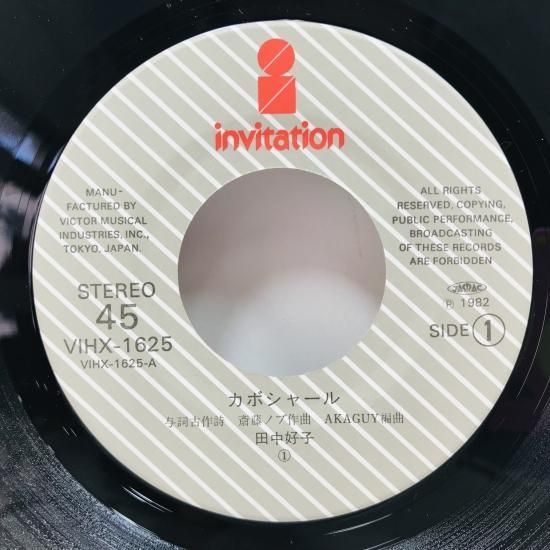 invitation
MANU-
FACTURED BY
VICTOR MUSICAL
INDUSTRIES, INC.,
TOKYO, JAPAN.
ALL RIGHTS
RESERVED, COPYING,
PUBLIC PERFORMANCE,
BROADCASTING
OF THESE RECORDS
ARE FORBIDDEN
STEREO
45
VIHX-1625
VIHX-1625-A
JASRAC
Ⓟ 1982
SIDE ①
カボシャール
与詞古作詩 斎藤ノブ作曲 AKAGUY編曲
田中好子
①